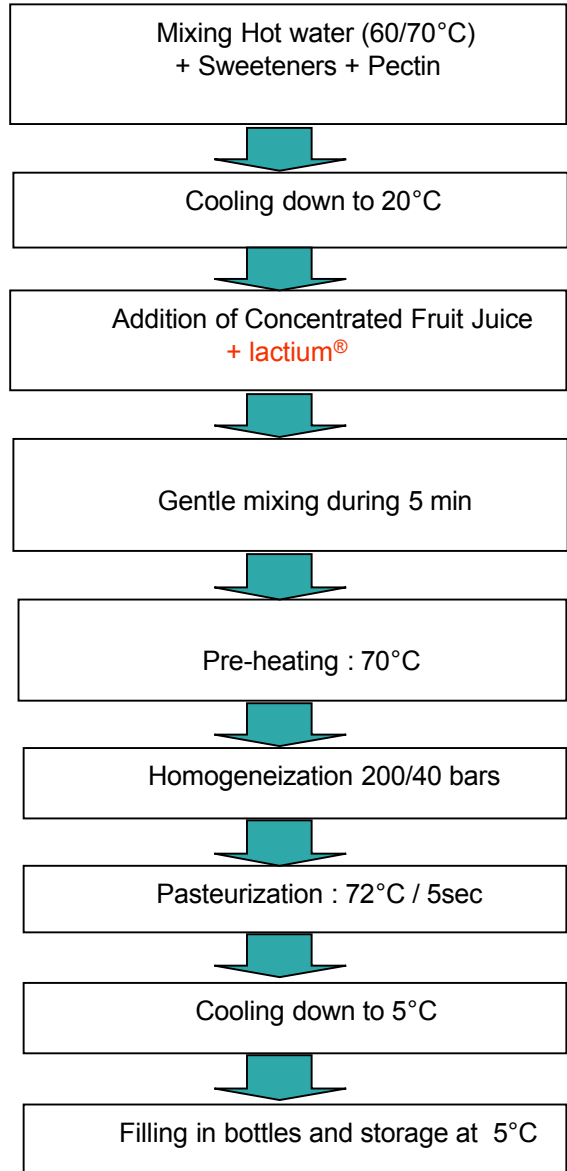 Mixing Hot water (60/70°C)
+ Sweeteners + Pectin
Cooling down to 20°C
Addition of Concentrated Fruit Juice
+ lactium®
Gentle mixing during 5 min
Pre-heating : 70°C
Homogeneization 200/40 bars
Pasteurization : 72°C / 5sec
Cooling down to 5°C
Filling in bottles and storage at 5°C